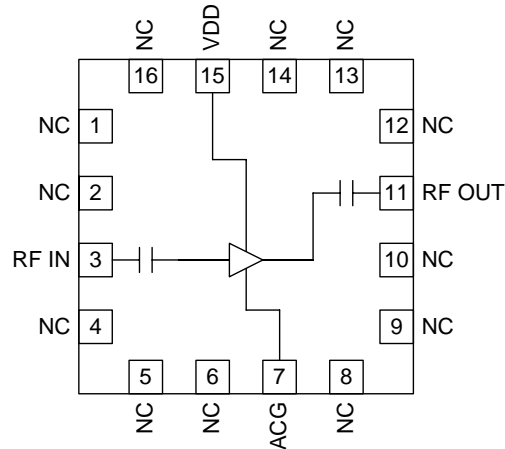 NC VDD NC NC
16 15 14 13
NC 1
12 NC
NC 2
11 RF OUT
RF IN 3
10 NC
NC 4
9 NC
5 6 7 8
NC NC ACG NC